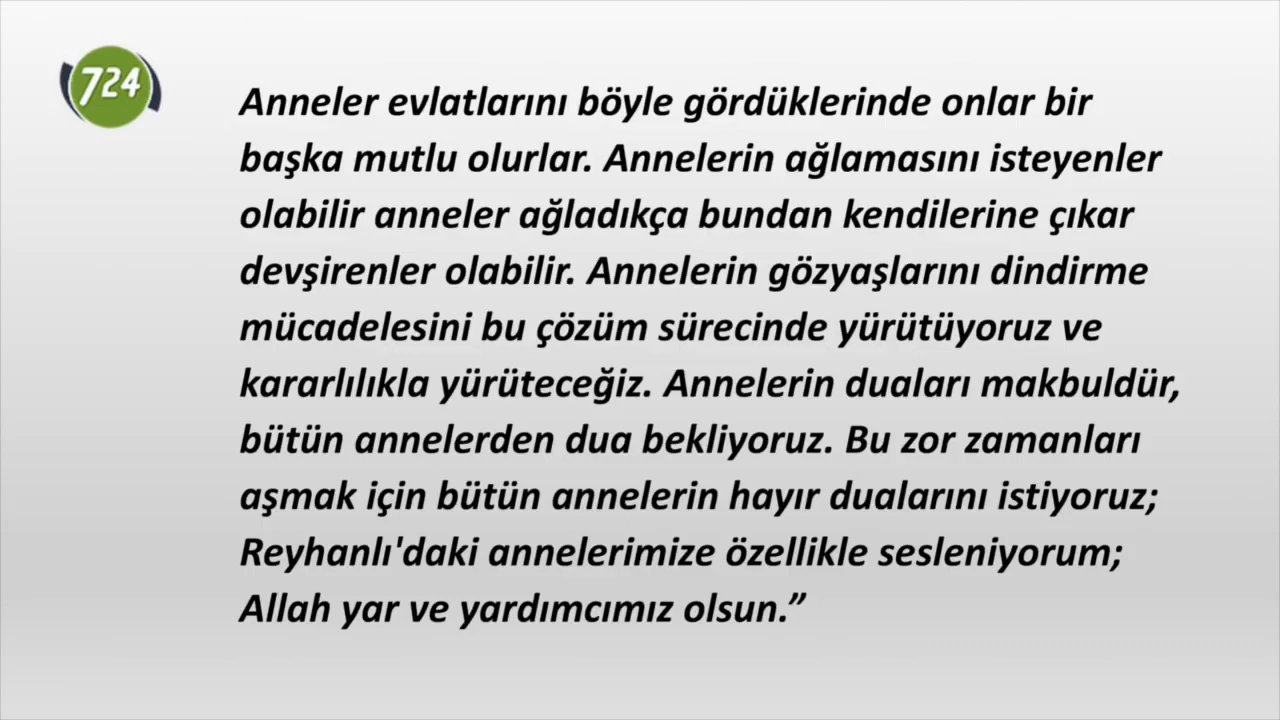 724
Anneler evlatlarını böyle gördüklerinde onlar bir
başka mutlu olurlar. Annelerin ağlamasını isteyenler
olabilir anneler ağladıkça bundan kendilerine çıkar
devşirenler olabilir. Annelerin gözyaşlarını dindirme
mücadelesini bu çözüm sürecinde yürütüyoruz ve
kararlılıkla yürüteceğiz. Annelerin duaları makbuldür,
bütün annelerden dua bekliyoruz. Bu zor zamanları
aşmak için bütün annelerin hayır dualarını istiyoruz;
Reyhanlı'daki annelerimize özellikle sesleniyorum;
Allah yar ve yardımcımız olsun.”